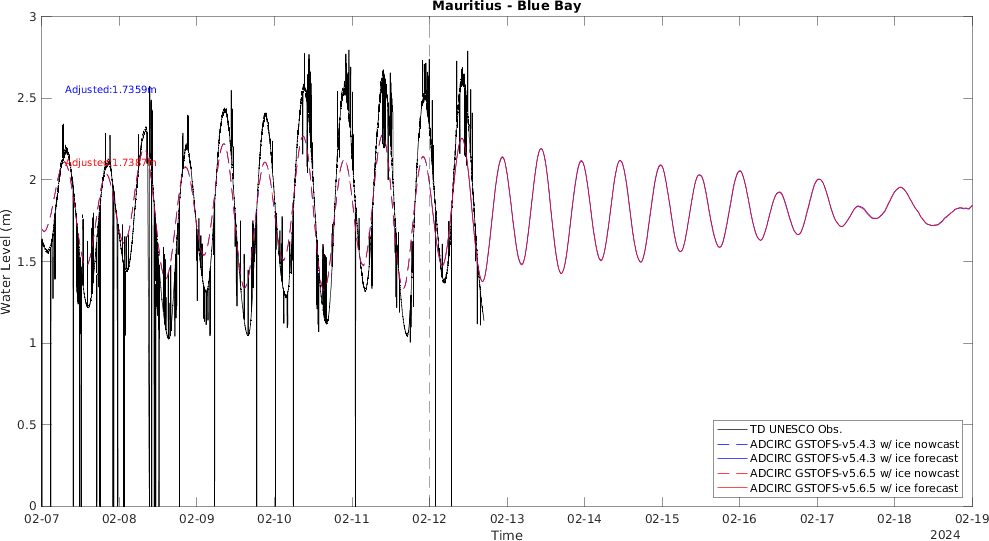 Mauritius - Blue Bay
Water Level (m)
3
2.5
2
1.5
1
0.5
0
Adjusted:1.7359m
Adjusted:1.7387m
TD UNESCO Obs.
ADCIRC GSTOFS-v5.4.3 w/ ice nowcast
ADCIRC GSTOFS-v5.4.3 w/ ice forecast
ADCIRC GSTOFS-v5.6.5 w/ ice nowcast
ADCIRC GSTOFS-v5.6.5 w/ ice forecast
02-07 02-08 02-09 02-10 02-11 02-12 02-13 02-14 02-15 02-16 02-17 02-18 02-19
Time
2024